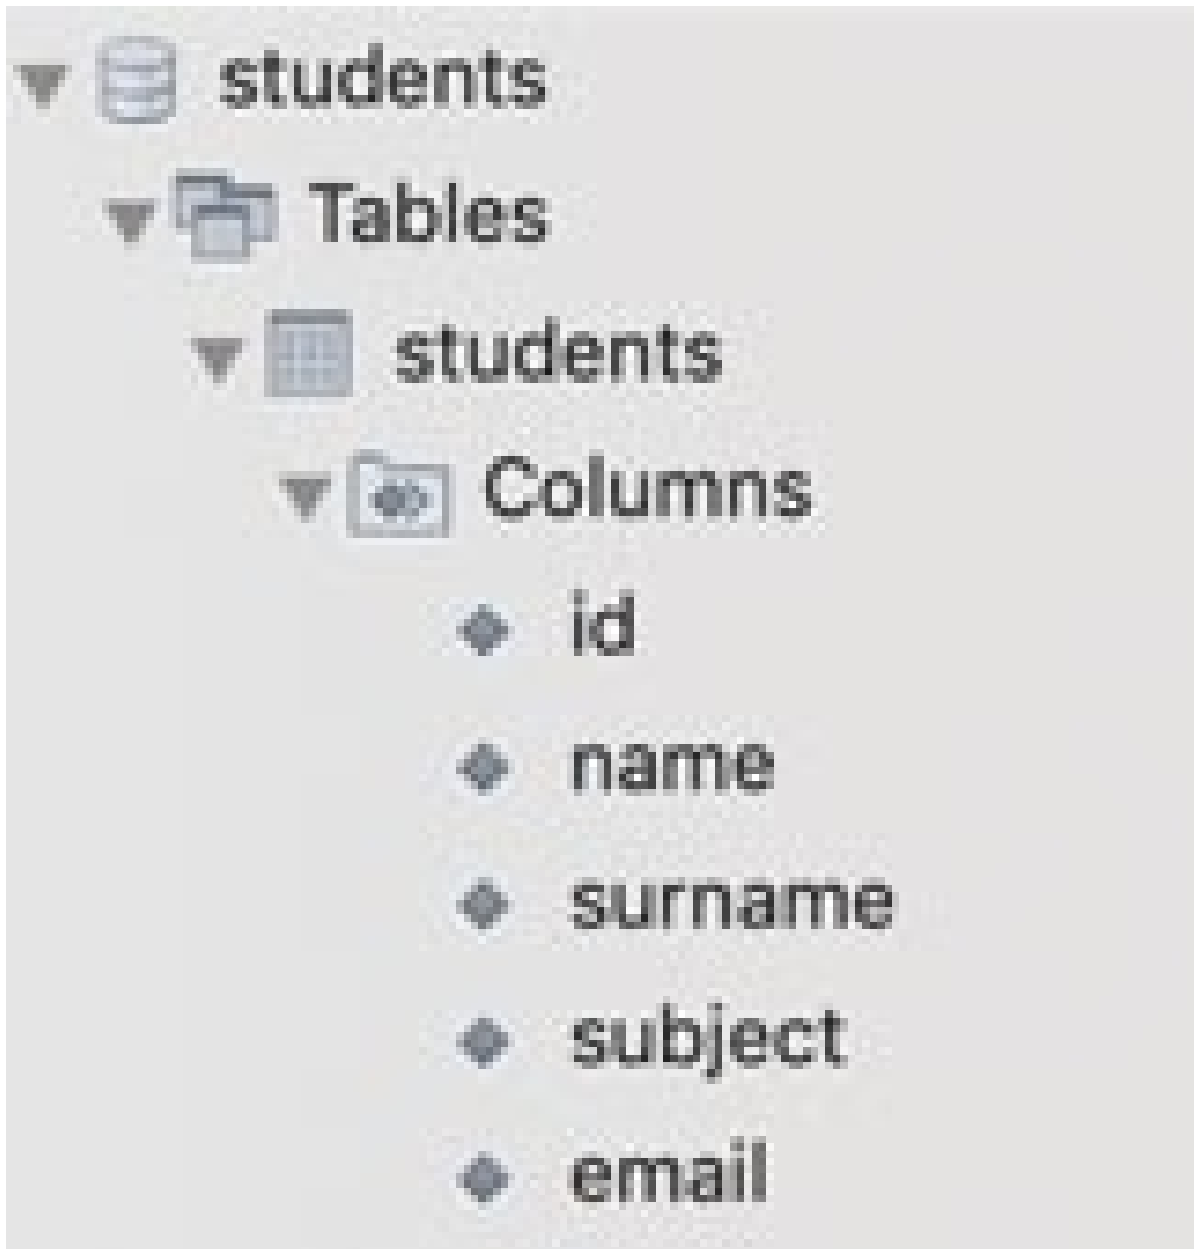 students
Tables
students
Columns
id
name
surname
subject
email